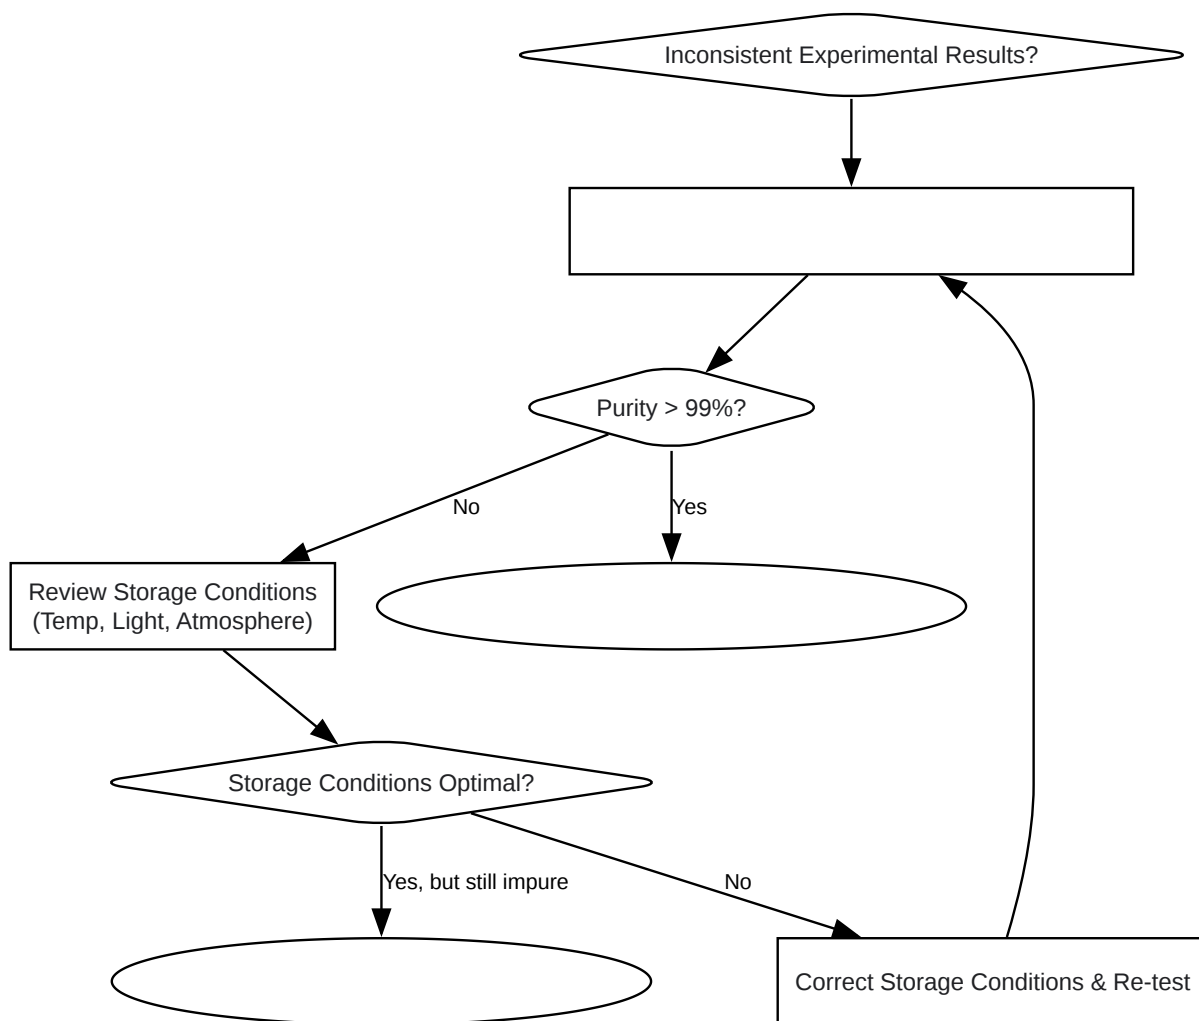 Inconsistent Experimental Results?
Purity > 99%?
No
Yes
Review Storage Conditions
(Temp, Light, Atmosphere)
Storage Conditions Optimal?
Yes, but still impure
No
Correct Storage Conditions & Re-test